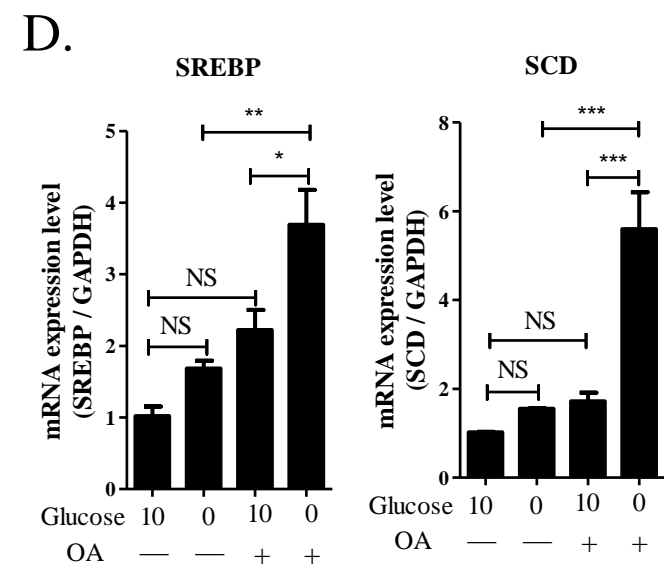 D.
SREBP
mRNA expression level
(SREBP / GAPDH)
5
4
3
2
1
0
**
*
NS
NS
Glucose 10 0 10 0
OA — — + +
SCD
mRNA expression level
(SCD / GAPDH)
8
6
4
2
0
***
***
NS
NS
10 0 10 0
OA — — + +